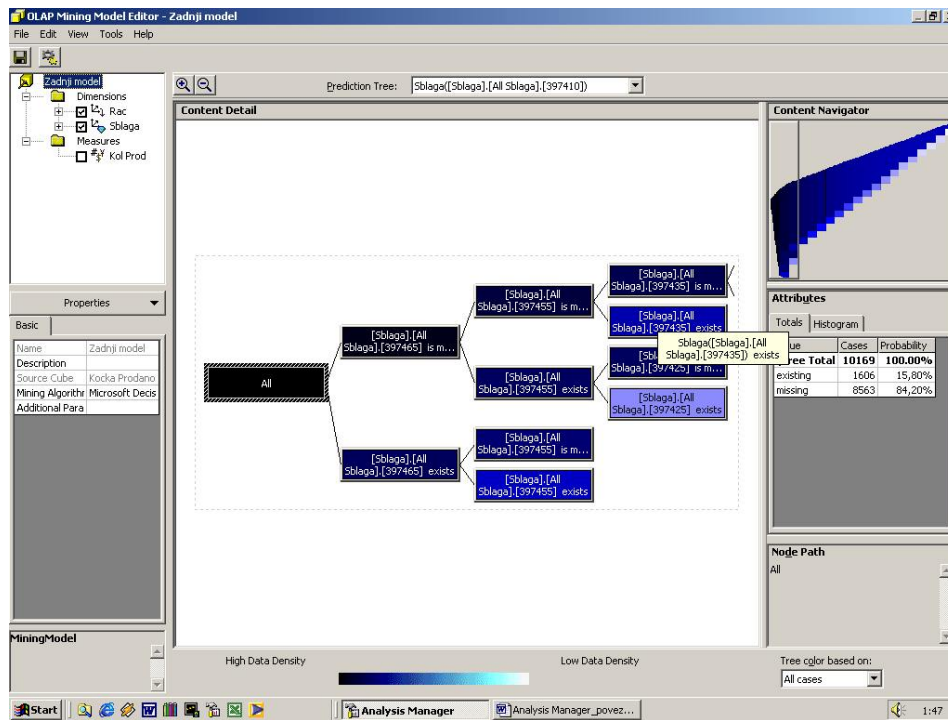 OLAP Mining Model Editor - Zadnji model
File Edit View Tools Help
Zadnji model
Dimensions
Rac
Sblaga
Measures
Kol Prod
Properties
Basic
Name Zadnji model
Description
Source Cube Kocka Prodano
Mining Algorithr Microsoft Decis
Additional Para
MiningModel
Prediction Tree: Sblaga([Sblaga].[All Sblaga].[397410])
Content Detail
All
[Sblaga].[All
Sblaga].[397465] is m...
[Sblaga].[All
Sblaga].[397465] exists
[Sblaga].[All
Sblaga].[397455] is m...
[Sblaga].[All
Sblaga].[397455] exists
[Sblaga].[All
Sblaga].[397455] is m...
[Sblaga].[All
Sblaga].[397455] exists
[Sblaga].[All
Sblaga].[397435] is m...
[Sblaga].[All
Sblaga].[397435] exists
Sblaga([Sblaga].[All
Sblaga].[397435]) exists
[Sbl
Sblaga].[397425] is m...
[Sblaga].[All
Sblaga].[397425] exists
High Data Density Low Data Density
Content Navigator
Attributes
Totals Histogram
ue Cases Probability
ree Total 10169 100.00%
existing 1606 15,80%
missing 8563 84,20%
Node Path
All
Tree color based on:
All cases
Start Analysis Manager Analysis Manager_povez... 1:47